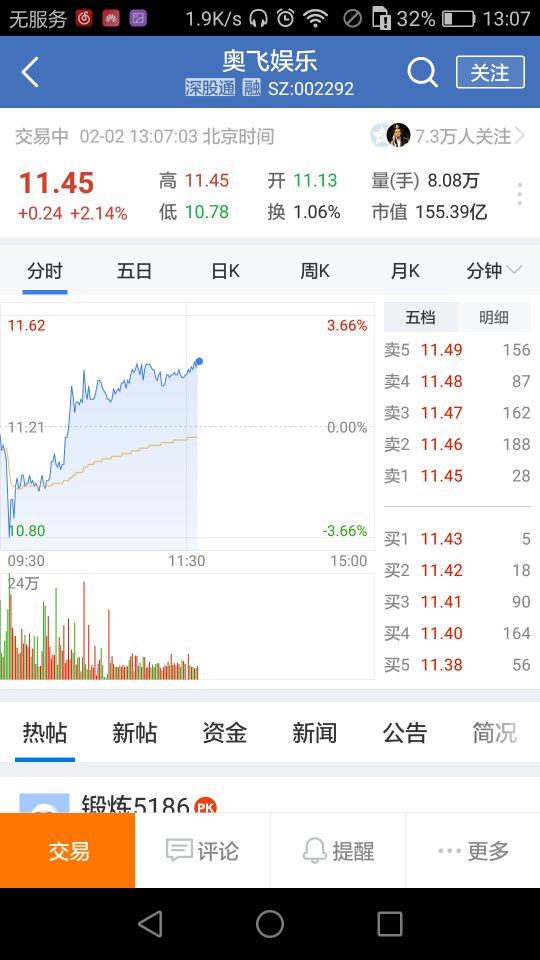 无服务 1.9K/s 32% 13:07
奥飞娱乐
深股通 融 SZ:002292
关注
交易中 02-02 13:07:03 北京时间 7.3万人关注
11.45
+0.24 +2.14%
高 11.45 开 11.13 量(手) 8.08万
低 10.78 换 1.06% 市值 155.39亿
分时 五日 日K 周K 月K 分钟
11.62 3.66%
11.21 0.00%
10.80 -3.66%
09:30 11:30 15:00
24万
五档 明细
卖5 11.49 156
卖4 11.48 87
卖3 11.47 162
卖2 11.46 188
卖1 11.45 28
买1 11.43 5
买2 11.42 18
买3 11.41 90
买4 11.40 164
买5 11.38 56
热帖 新帖 资金 新闻 公告 简况
锻炼5186 PK
交易 评论 提醒 更多